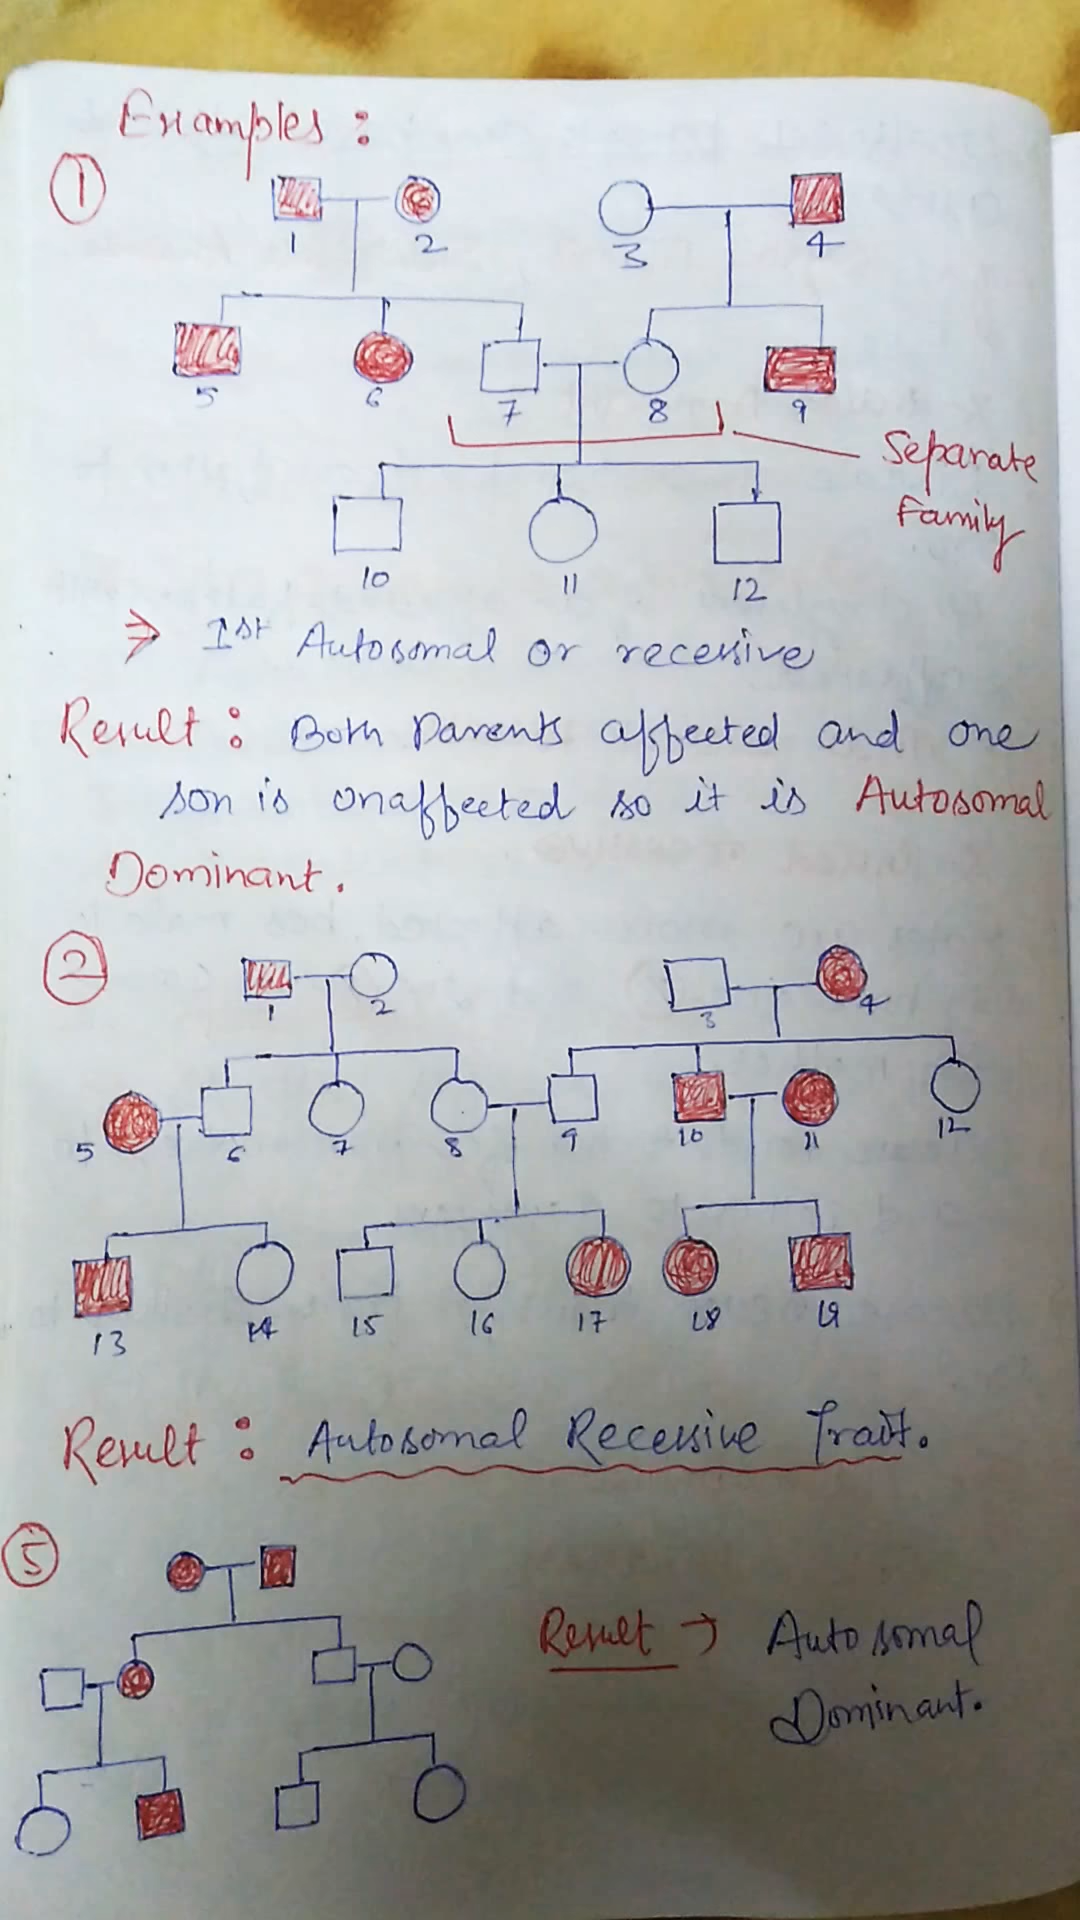 Examples :
①
1 2 3 4
5 6 7 8 9
Separate
Family
10 11 12
⇒ 1st Autosomal or recessive
Result : Both Parents affected and one
son is unaffected so it is Autosomal
Dominant.
②
1 2 3 4
5 6 7 8 9 10 11 12
13 14 15 16 17 18 19
Result : Autosomal Recessive Trait.
⑤
Result → Autosomal
Dominant.